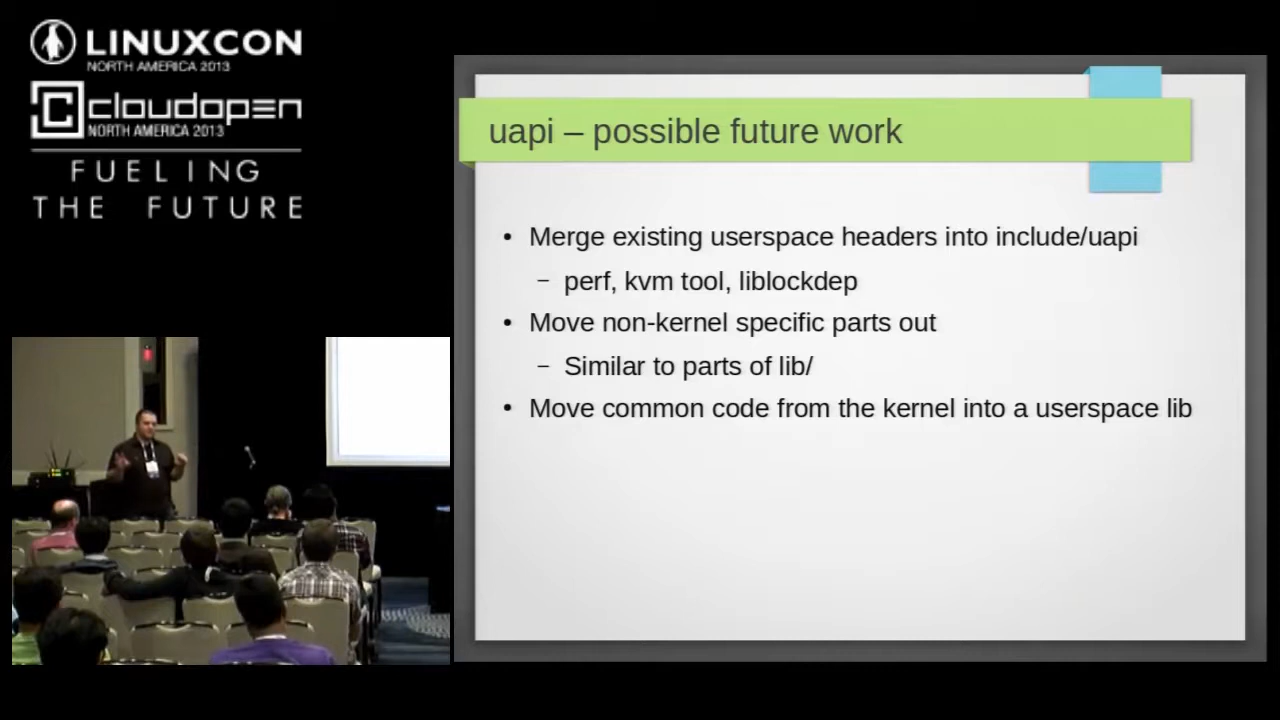 LINUXCON
NORTH AMERICA 2013
cloudopen
NORTH AMERICA 2013
FUELING
THE FUTURE
uapi – possible future work
• Merge existing userspace headers into include/uapi
– perf, kvm tool, liblockdep
• Move non-kernel specific parts out
– Similar to parts of lib/
• Move common code from the kernel into a userspace lib